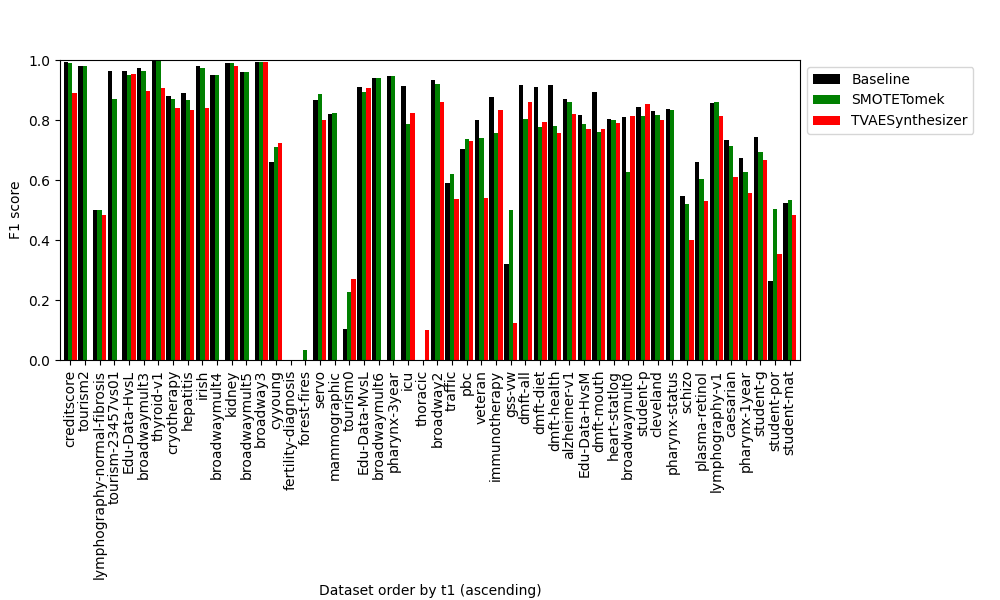 Baseline
SMOTETomek
TVAESynthesizer
F1 score
1.0
0.8
0.6
0.4
0.2
0.0
creditscore
tourism2
lymphography-normal-fibrosis
tourism-23457vs01
Edu-Data-HvsL
broadwaymult3
thyroid-v1
cryotherapy
hepatitis
irish
broadwaymult4
kidney
broadwaymult5
broadway3
cyyoung
fertility-diagnosis
forest-fires
servo
mammographic
tourism0
Edu-Data-MvsL
broadwaymult6
pharynx-3year
icu
thoracic
broadway2
traffic
pbc
veteran
immunotherapy
gss-vw
dmft-all
dmft-diet
dmft-health
alzheimer-v1
Edu-Data-HvsM
dmft-mouth
heart-statlog
broadwaymult0
student-p
cleveland
pharynx-status
schizo
plasma-retinol
lymphography-v1
caesarian
pharynx-1year
student-g
student-por
student-mat
Dataset order by t1 (ascending)